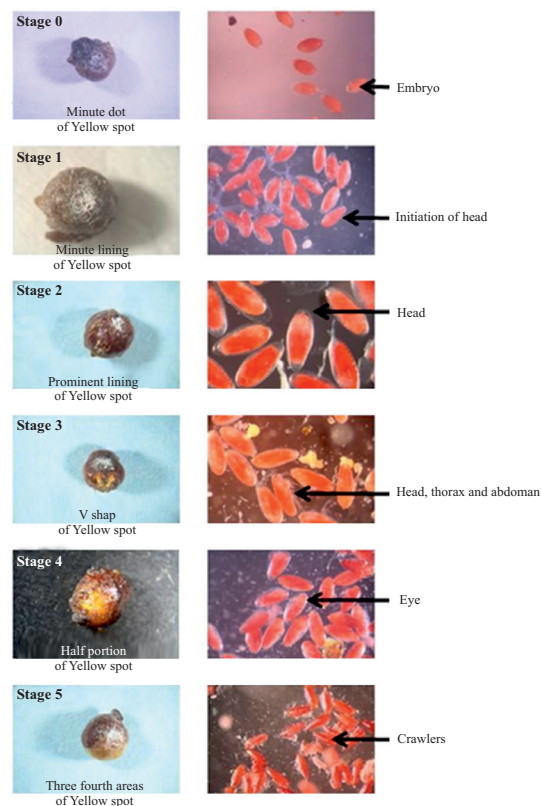 Stage 0
Minute dot
of Yellow spot
Embryo
Stage 1
Minute lining
of Yellow spot
Initiation of head
Stage 2
Prominent lining
of Yellow spot
Head
Stage 3
V shap
of Yellow spot
Head, thorax and abdoman
Stage 4
Half portion
of Yellow spot
Eye
Stage 5
Three fourth areas
of Yellow spot
Crawlers